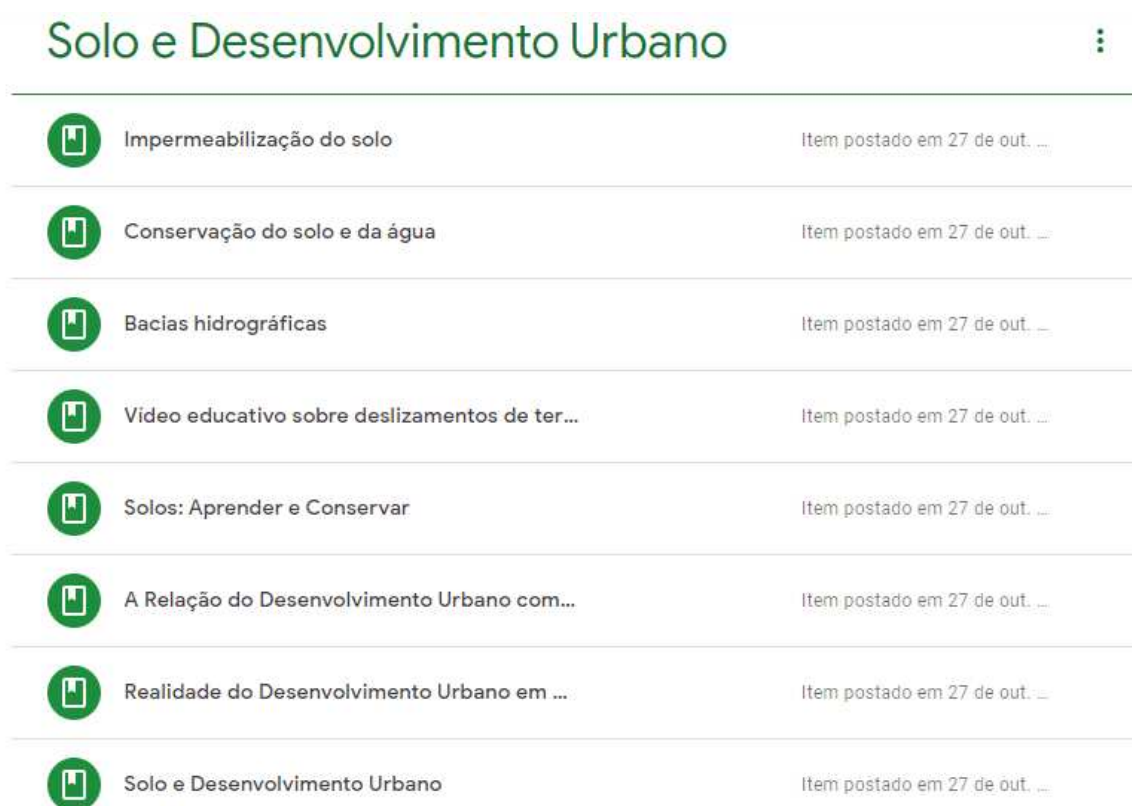 Solo e Desenvolvimento Urbano
Impermeabilização do solo Item postado em 27 de out. ...
Conservação do solo e da água Item postado em 27 de out. ...
Bacias hidrográficas Item postado em 27 de out. ...
Vídeo educativo sobre deslizamentos de ter... Item postado em 27 de out. ...
Solos: Aprender e Conservar Item postado em 27 de out. ...
A Relação do Desenvolvimento Urbano com... Item postado em 27 de out. ...
Realidade do Desenvolvimento Urbano em ... Item postado em 27 de out. ...
Solo e Desenvolvimento Urbano Item postado em 27 de out. ...